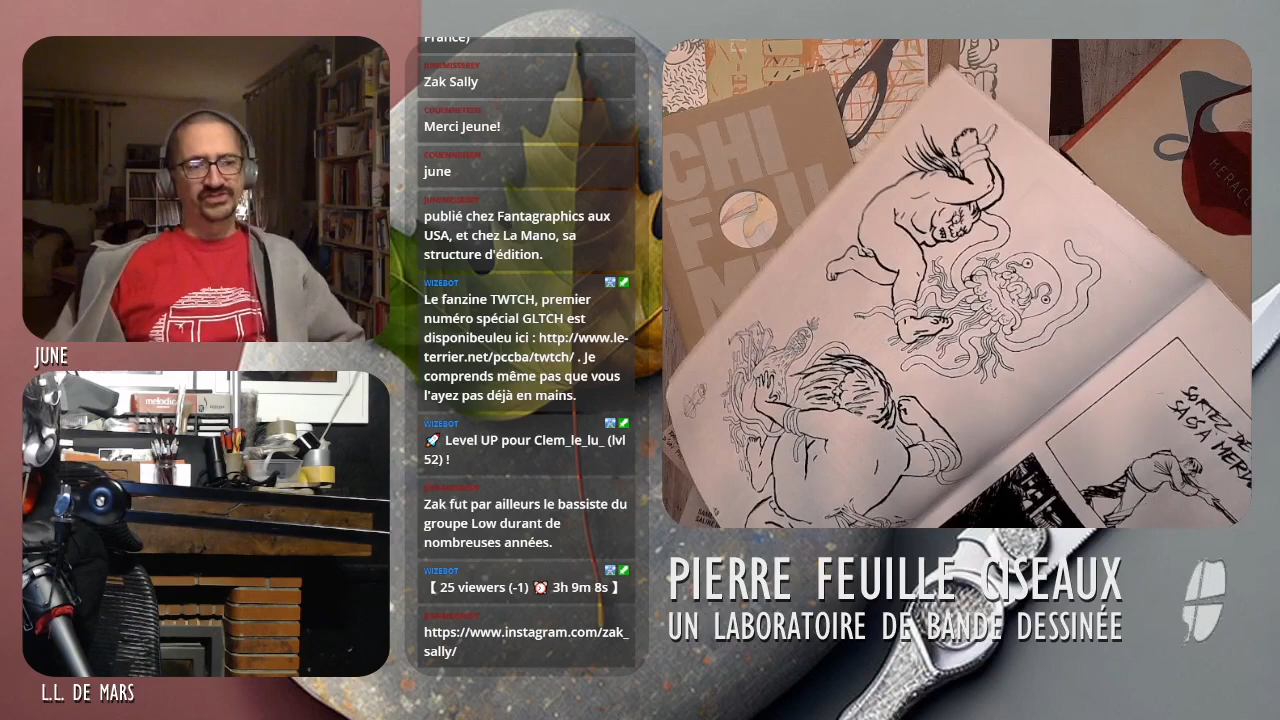 JUNE
L.L. DE MARS
France)
Zak Sally
Merci Jeune!
june
publié chez Fantagraphics aux
USA, et chez La Mano, sa
structure d'édition.
WIZEBOT
Le fanzine TWTCH, premier
numéro spécial GLTCH est
disponibeuleu ici : http://www.le-
terrier.net/pccba/twtch/ . Je
comprends même pas que vous
l'ayez pas déjà en mains.
WIZEBOT
🚀 Level UP pour Clem_le_lu_ (lvl
52) !
Zak fut par ailleurs le bassiste du
groupe Low durant de
nombreuses années.
WIZEBOT
【 25 viewers (-1) ⏰ 3h 9m 8s 】
https://www.instagram.com/zak_
sally/
melodica
CHI
FOU
MI
HERACL
SORTEZ DE
PIERRE FEUILLE CISEAUX
UN LABORATOIRE DE BANDE DESSINÉE